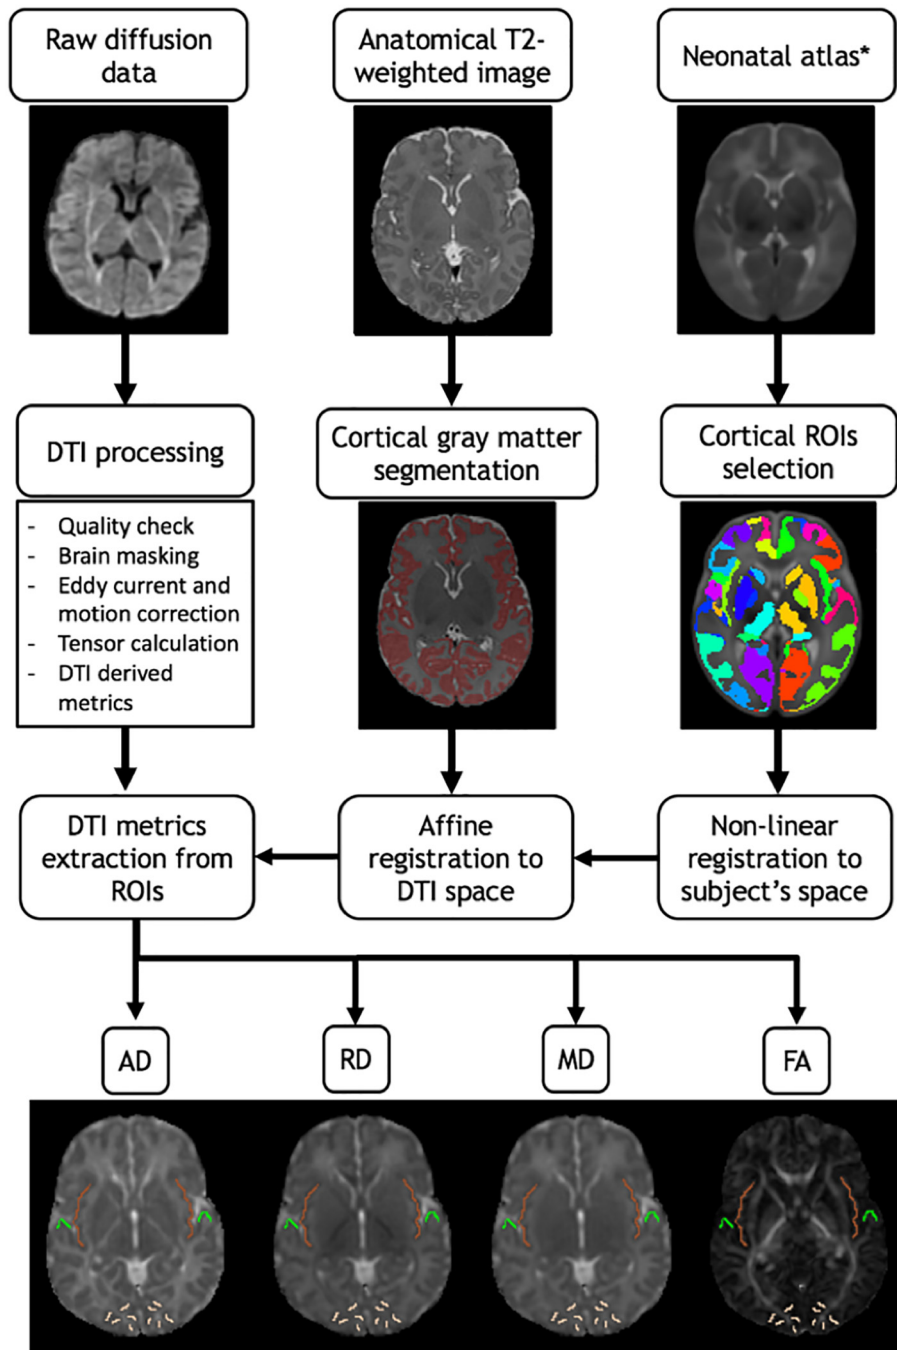 Raw diffusion
data
Anatomical T2-
weighted image
Neonatal atlas*
DTI processing
- Quality check
- Brain masking
- Eddy current and
motion correction
- Tensor calculation
- DTI derived
metrics
Cortical gray matter
segmentation
Cortical ROIs
selection
DTI metrics
extraction from
ROIs
Affine
registration to
DTI space
Non-linear
registration to
subject's space
AD
RD
MD
FA